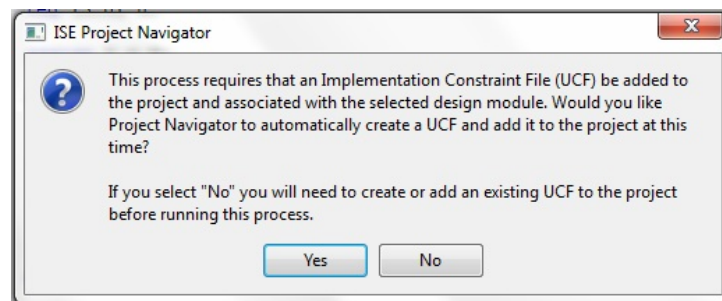 ISE Project Navigator
This process requires that an Implementation Constraint File (UCF) be added to
the project and associated with the selected design module. Would you like
Project Navigator to automatically create a UCF and add it to the project at this
time?
If you select "No" you will need to create or add an existing UCF to the project
before running this process.
Yes
No